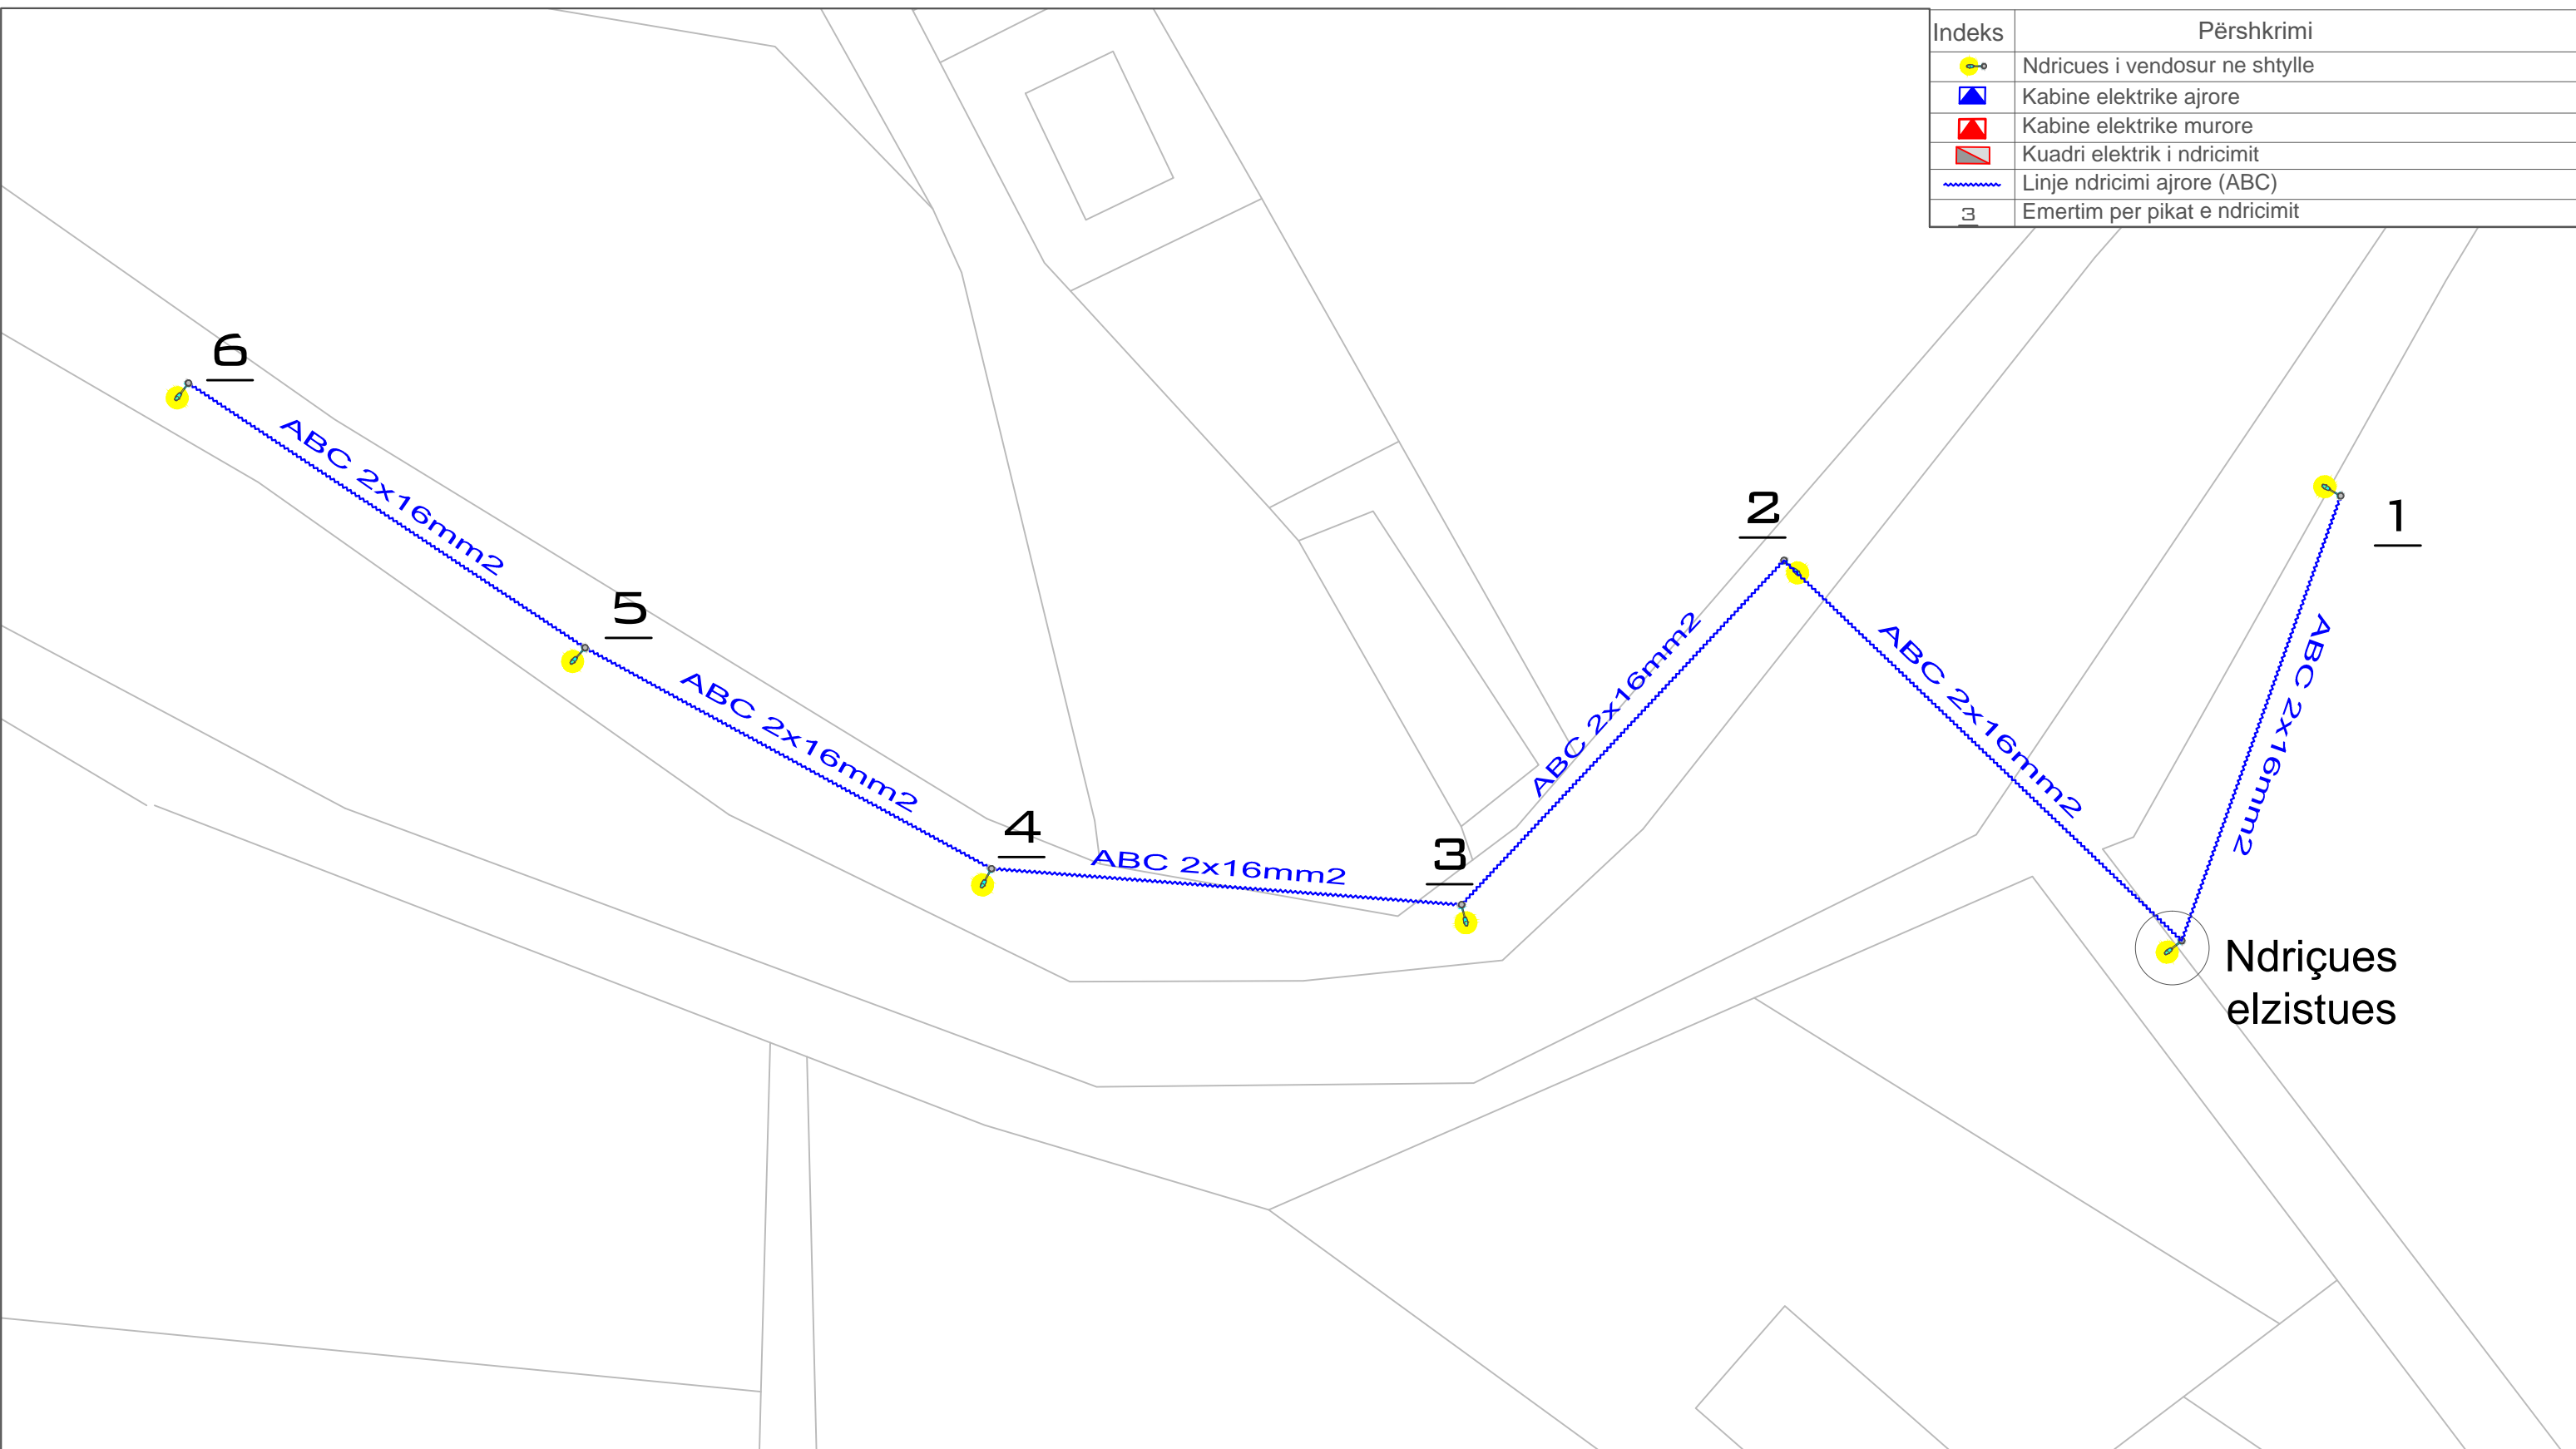 Indeks Përshkrimi
Ndricues i vendosur ne shtylle
Kabine elektrike ajrore
Kabine elektrike murore
Kuadri elektrik i ndricimit
Linje ndricimi ajrore (ABC)
3 Emertim per pikat e ndricimit
6
ABC 2x16mm2
5
ABC 2x16mm2
4
ABC 2x16mm2
3
ABC 2x16mm2
2
ABC 2x16mm2
1
ABC 2x16mm2
Ndriçues
elzistues